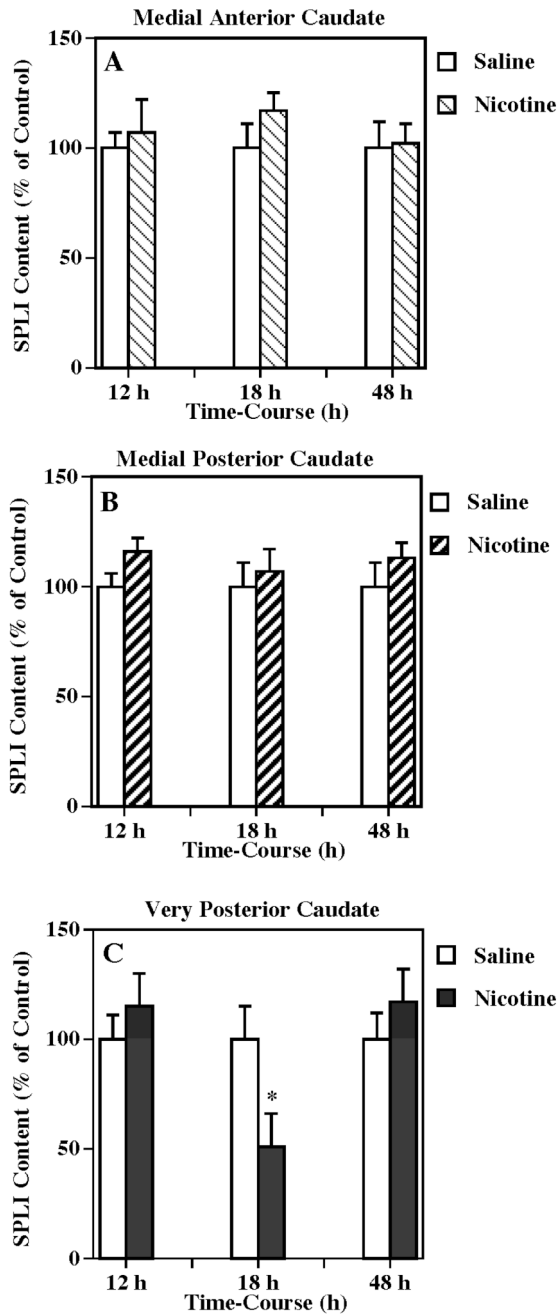 Medial Anterior Caudate
SPLI Content (% of Control)
150
100
50
0
A
Saline
Nicotine
12 h 18 h 48 h
Time-Course (h)
Medial Posterior Caudate
SPLI Content (% of Control)
150
100
50
0
B
Saline
Nicotine
12 h 18 h 48 h
Time-Course (h)
Very Posterior Caudate
SPLI Content (% of Control)
150
100
50
0
C
Saline
Nicotine
*
12 h 18 h 48 h
Time-Course (h)